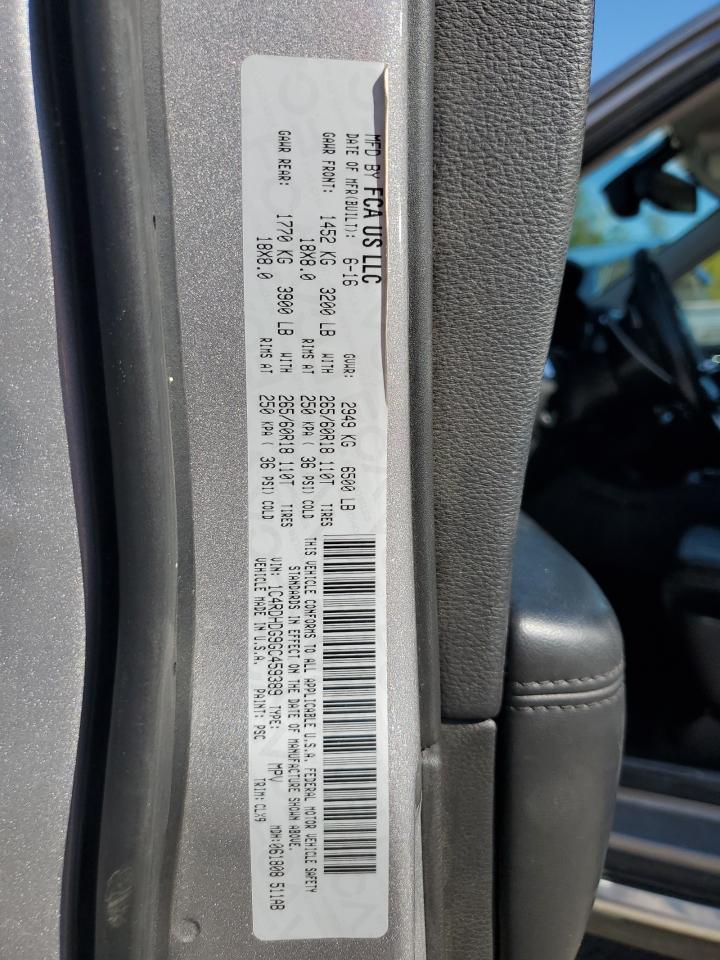 MFD BY FCA US LLC
DATE OF MFR(BUILT): 6-16 GVWR: 2949 KG 6500 LB
GAWR FRONT: 1452 KG 3200 LB WITH 265/60R18 110T TIRES
18X8.0 RIMS AT 250 KPA ( 36 PSI) COLD
GAWR REAR: 1770 KG 3900 LB WITH 265/60R18 110T TIRES
18X8.0 RIMS AT 250 KPA ( 36 PSI) COLD
THIS VEHICLE CONFORMS TO ALL APPLICABLE U.S.A. FEDERAL MOTOR VEHICLE SAFETY
STANDARDS IN EFFECT ON THE DATE OF MANUFACTURE SHOWN ABOVE.
VIN: 1C4RDHDG9GC459389 TYPE: MPV MDH:061808 511AB
VEHICLE MADE IN U.S.A. PAINT: PSC TRIM: CLX9